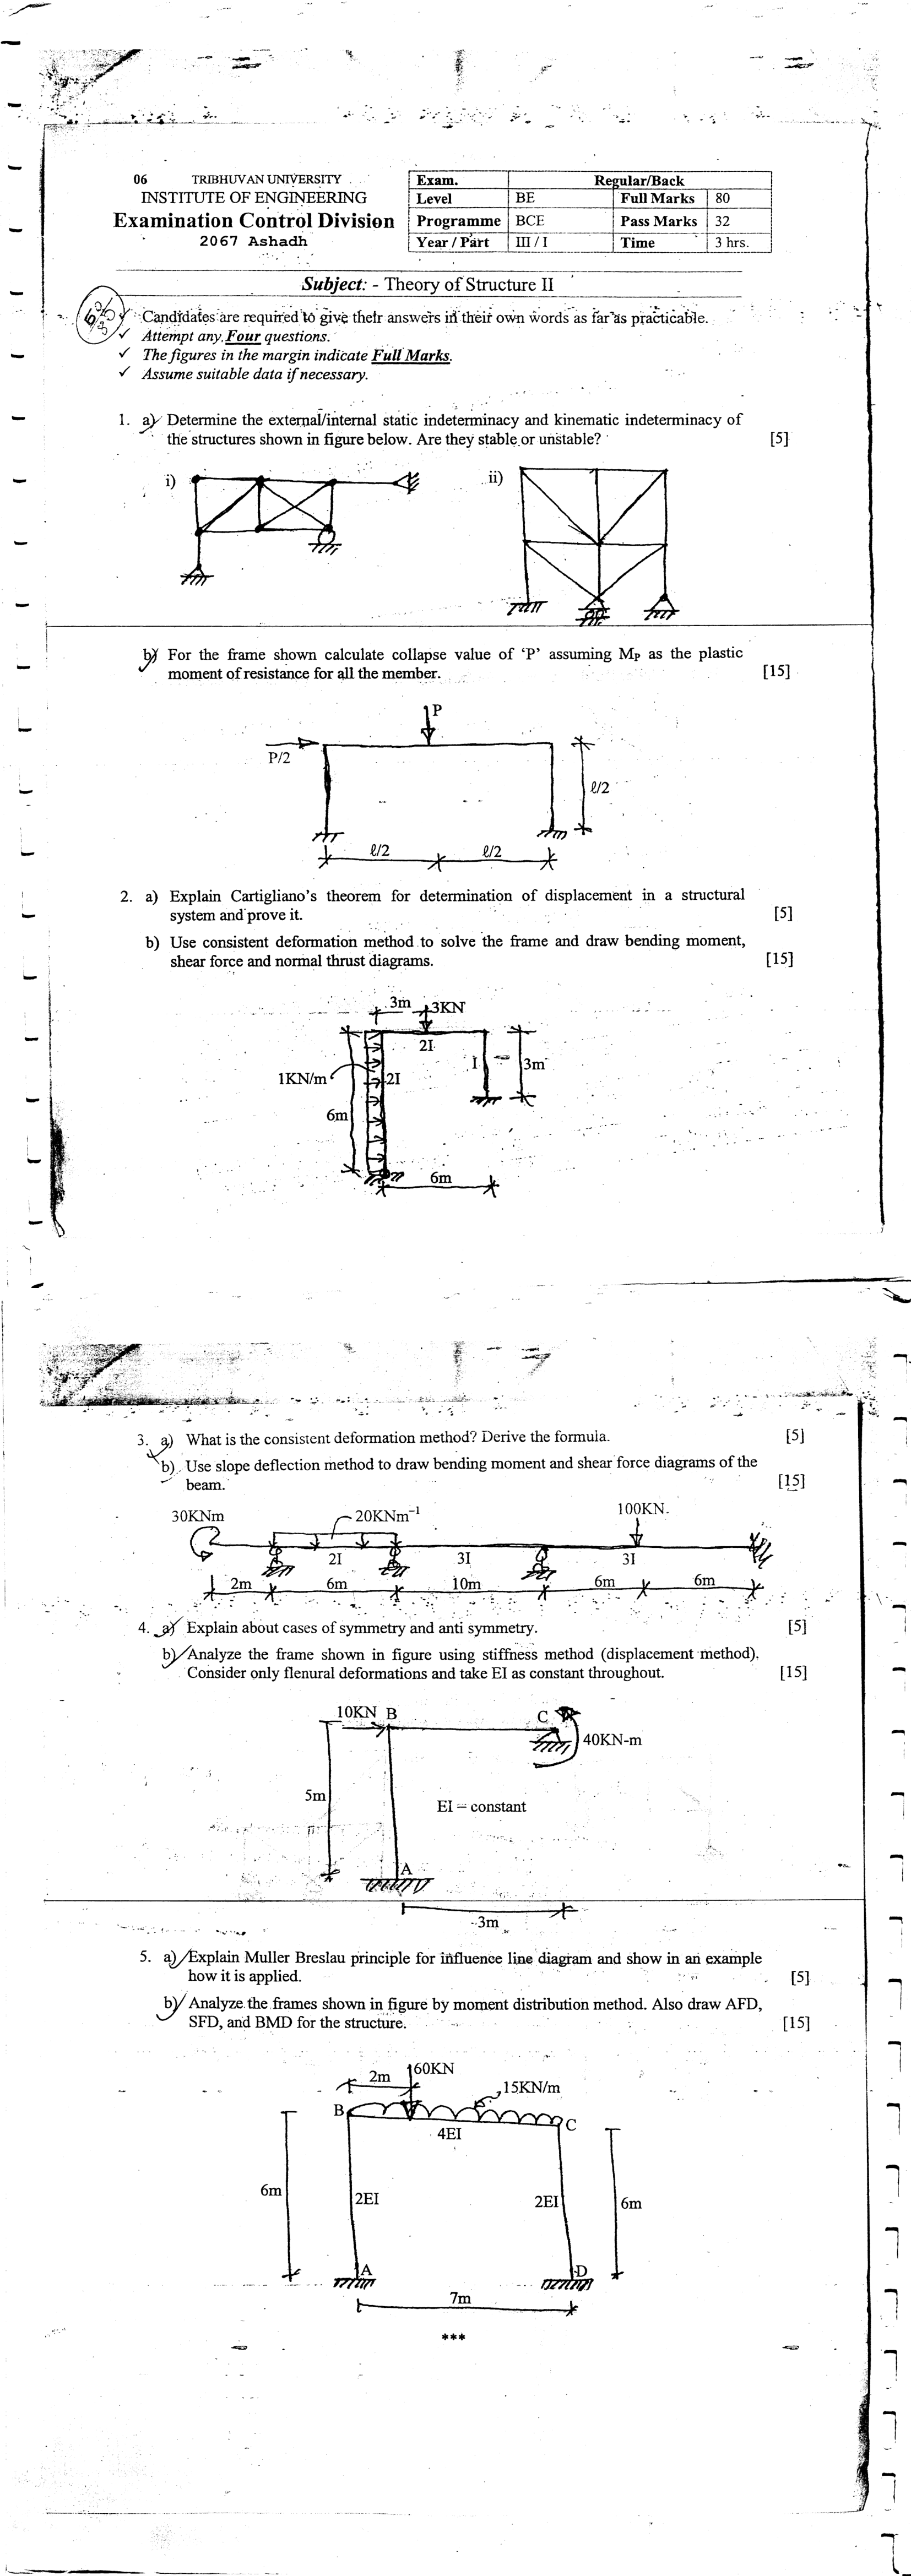 06 TRIBHUVAN UNIVERSITY
INSTITUTE OF ENGINEERING
Examination Control Division
2067 Ashadh
Exam. Regular/Back
Level BE Full Marks 80
Programme BCE Pass Marks 32
Year / Part III / I Time 3 hrs.
Subject: - Theory of Structure II
✓ Candidates are required to give their answers in their own words as far as practicable.
✓ Attempt any Four questions.
✓ The figures in the margin indicate Full Marks.
✓ Assume suitable data if necessary.
1. a) Determine the external/internal static indeterminacy and kinematic indeterminacy of
the structures shown in figure below. Are they stable or unstable? [5]
i) ii)
b) For the frame shown calculate collapse value of 'P' assuming MP as the plastic
moment of resistance for all the member. [15]
P
P/2
ℓ/2
ℓ/2 ℓ/2
2. a) Explain Cartigliano's theorem for determination of displacement in a structural
system and prove it. [5]
b) Use consistent deformation method to solve the frame and draw bending moment,
shear force and normal thrust diagrams. [15]
3m 3KN
2I
I 3m
1KN/m 2I
6m
6m
3. a) What is the consistent deformation method? Derive the formula. [5]
b) Use slope deflection method to draw bending moment and shear force diagrams of the
beam. [15]
30KNm 20KNm⁻¹ 100KN.
2I 3I 3I
2m 6m 10m 6m 6m
4. a) Explain about cases of symmetry and anti symmetry. [5]
b) Analyze the frame shown in figure using stiffness method (displacement method).
Consider only flenural deformations and take EI as constant throughout. [15]
10KN B C
40KN-m
5m
EI = constant
A
3m
5. a) Explain Muller Breslau principle for influence line diagram and show in an example
how it is applied. [5]
b) Analyze the frames shown in figure by moment distribution method. Also draw AFD,
SFD, and BMD for the structure. [15]
2m 60KN
15KN/m
B C
4EI
6m 2EI 2EI 6m
A D
7m
***